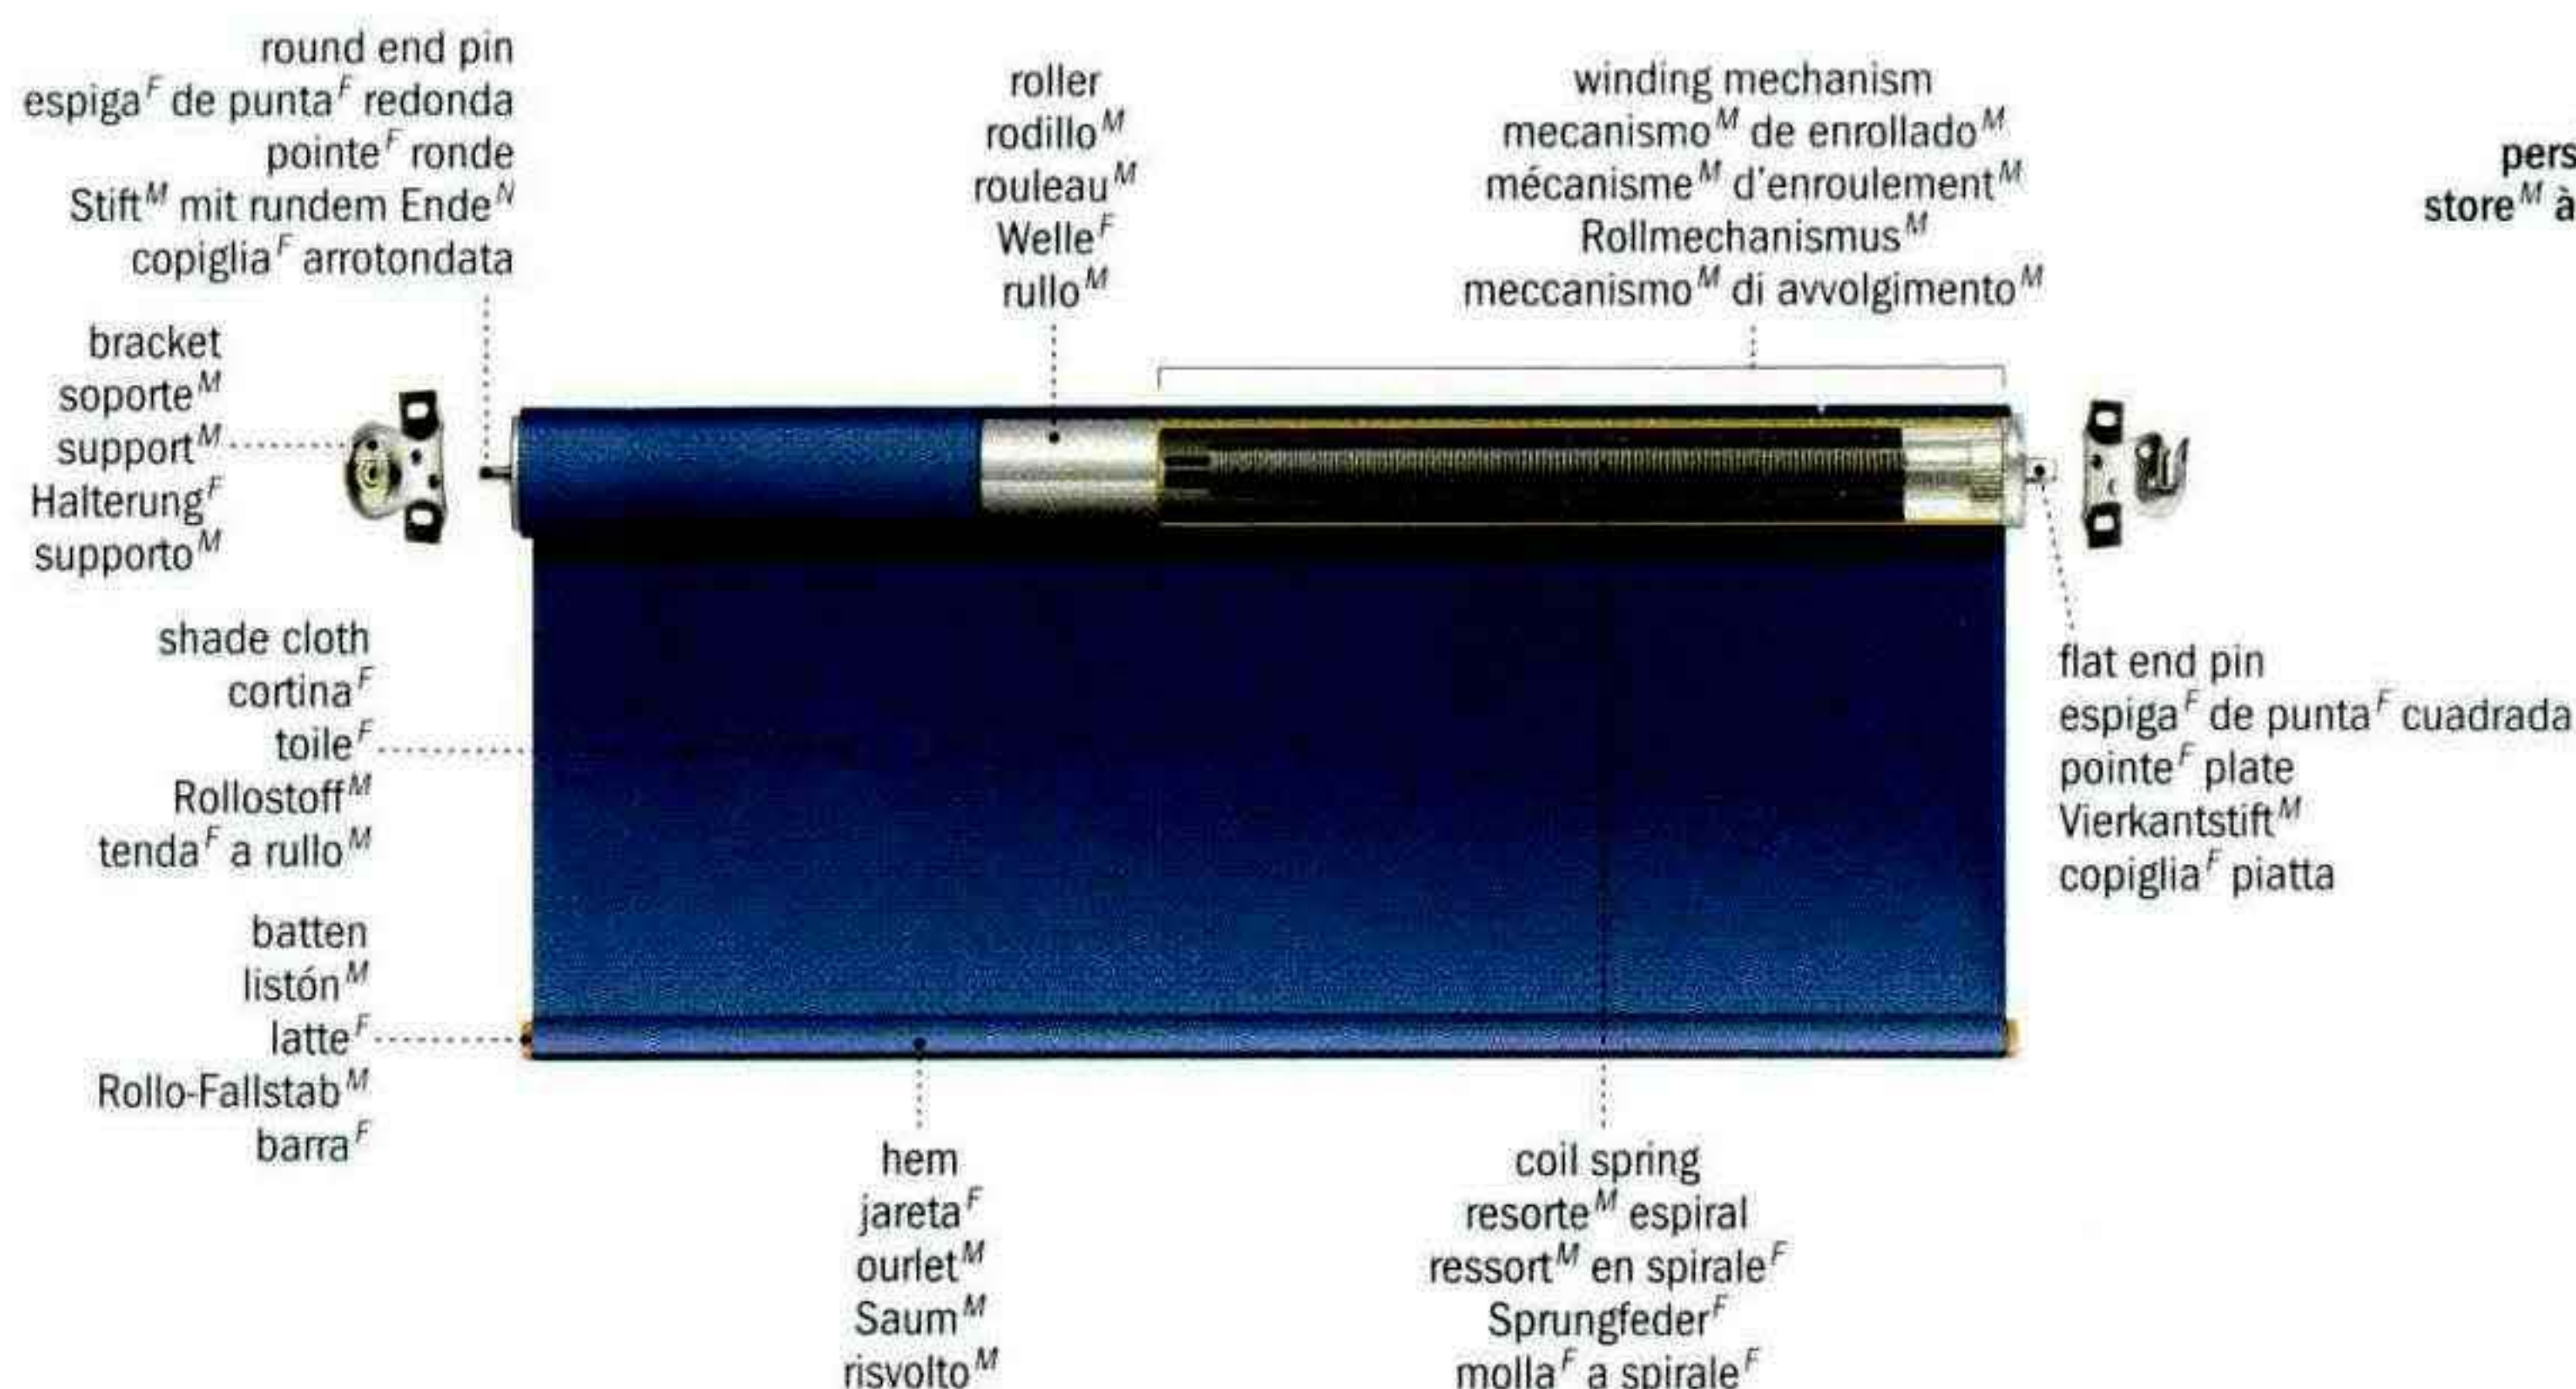 round end pin
espiga^F de punta^F redonda
pointe^F ronde
Stift^M mit rundem Ende^N
copiglia^F arrotondata
roller
rodillo^M
rouleau^M
Welle^F
rullo^M
winding mechanism
mecanismo^M de enrollado^M
mécanisme^M d'enroulement^M
Rollmechanismus^M
meccanismo^M di avvolgimento^M
pers
store^M à
bracket
soporte^M
support^M
Halterung^F
supporto^M
shade cloth
cortina^F
toile^F
Rollostoff^M
tenda^F a rullo^M
flat end pin
espiga^F de punta^F cuadrada
pointe^F plate
Vierkantstift^M
copiglia^F piatta
batten
listón^M
latte^F
Rollo-Fallstab^M
barra^F
hem
jareta^F
ourlet^M
Saum^M
risvolto^M
coil spring
resorte^M espiral
ressort^M en spirale^F
Sprungfeder^F
molla^F a spirale^F